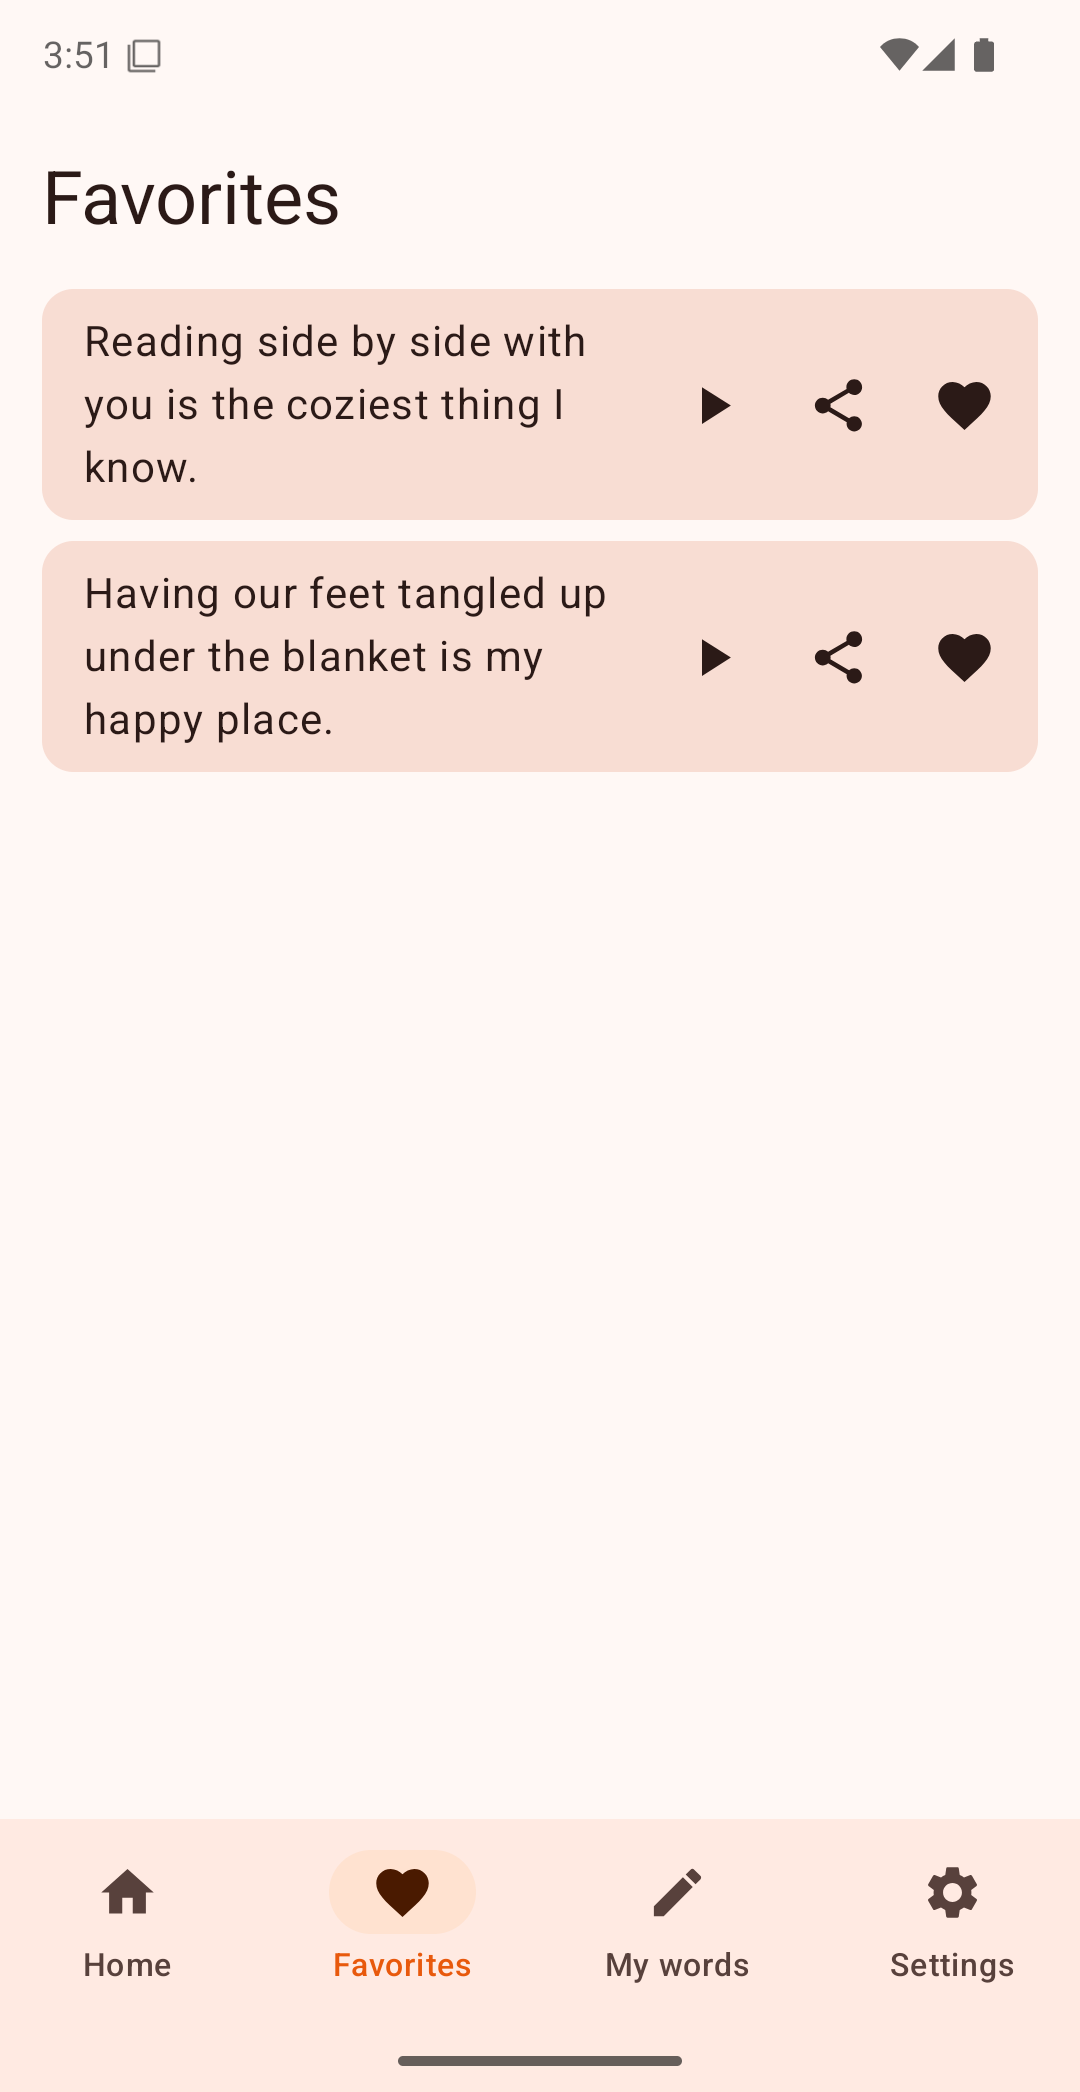 3:51
Favorites
Reading side by side with
you is the coziest thing I
know.
Having our feet tangled up
under the blanket is my
happy place.
Home
Favorites
My words
Settings